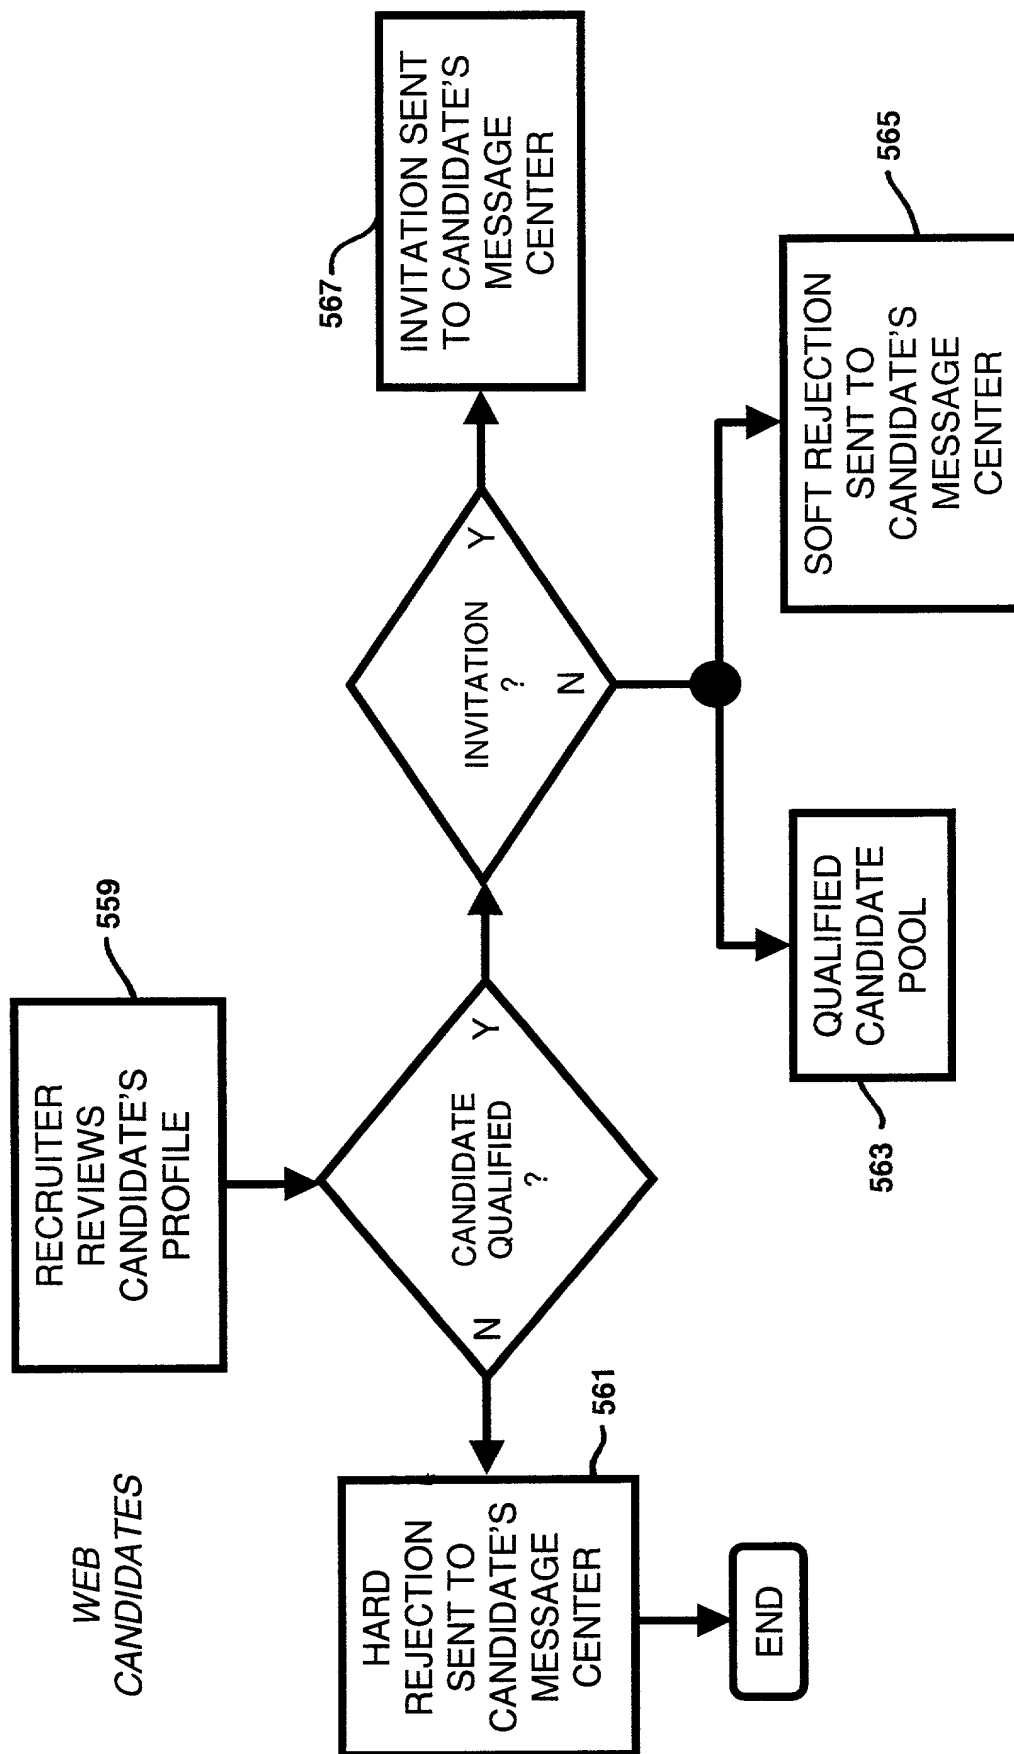 WEB
CANDIDATES
RECRUITER
REVIEWS
CANDIDATE'S
PROFILE
559
CANDIDATE
QUALIFIED
?
N
Y
HARD
REJECTION
SENT TO
CANDIDATE'S
MESSAGE
CENTER
561
END
INVITATION
?
Y
N
567
INVITATION SENT
TO CANDIDATE'S
MESSAGE
CENTER
QUALIFIED
CANDIDATE
POOL
563
SOFT REJECTION
SENT TO
CANDIDATE'S
MESSAGE
CENTER
565